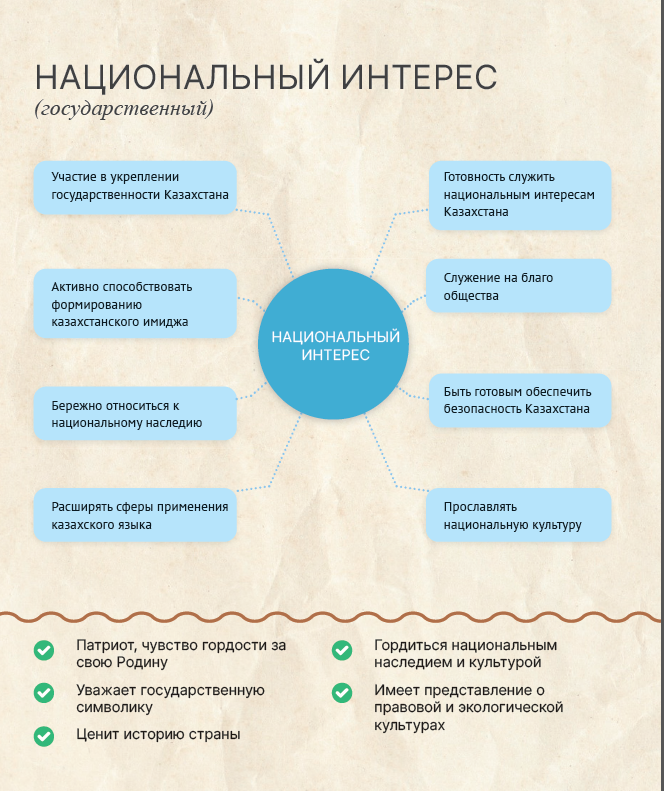 НАЦИОНАЛЬНЫЙ ИНТЕРЕС
(государственный)
Участие в укреплении
государственности Казахстана
Активно способствовать
формированию
казахстанского имиджа
Бережно относиться к
национальному наследию
Расширять сферы применения
казахского языка
НАЦИОНАЛЬНЫЙ
ИНТЕРЕС
Готовность служить
национальным интересам
Казахстана
Служение на благо
общества
Быть готовым обеспечить
безопасность Казахстана
Прославлять
национальную культуру
Патриот, чувство гордости за
свою Родину
Уважает государственную
символику
Ценит историю страны
Гордиться национальным
наследием и культурой
Имеет представление о
правовой и экологической
культурах